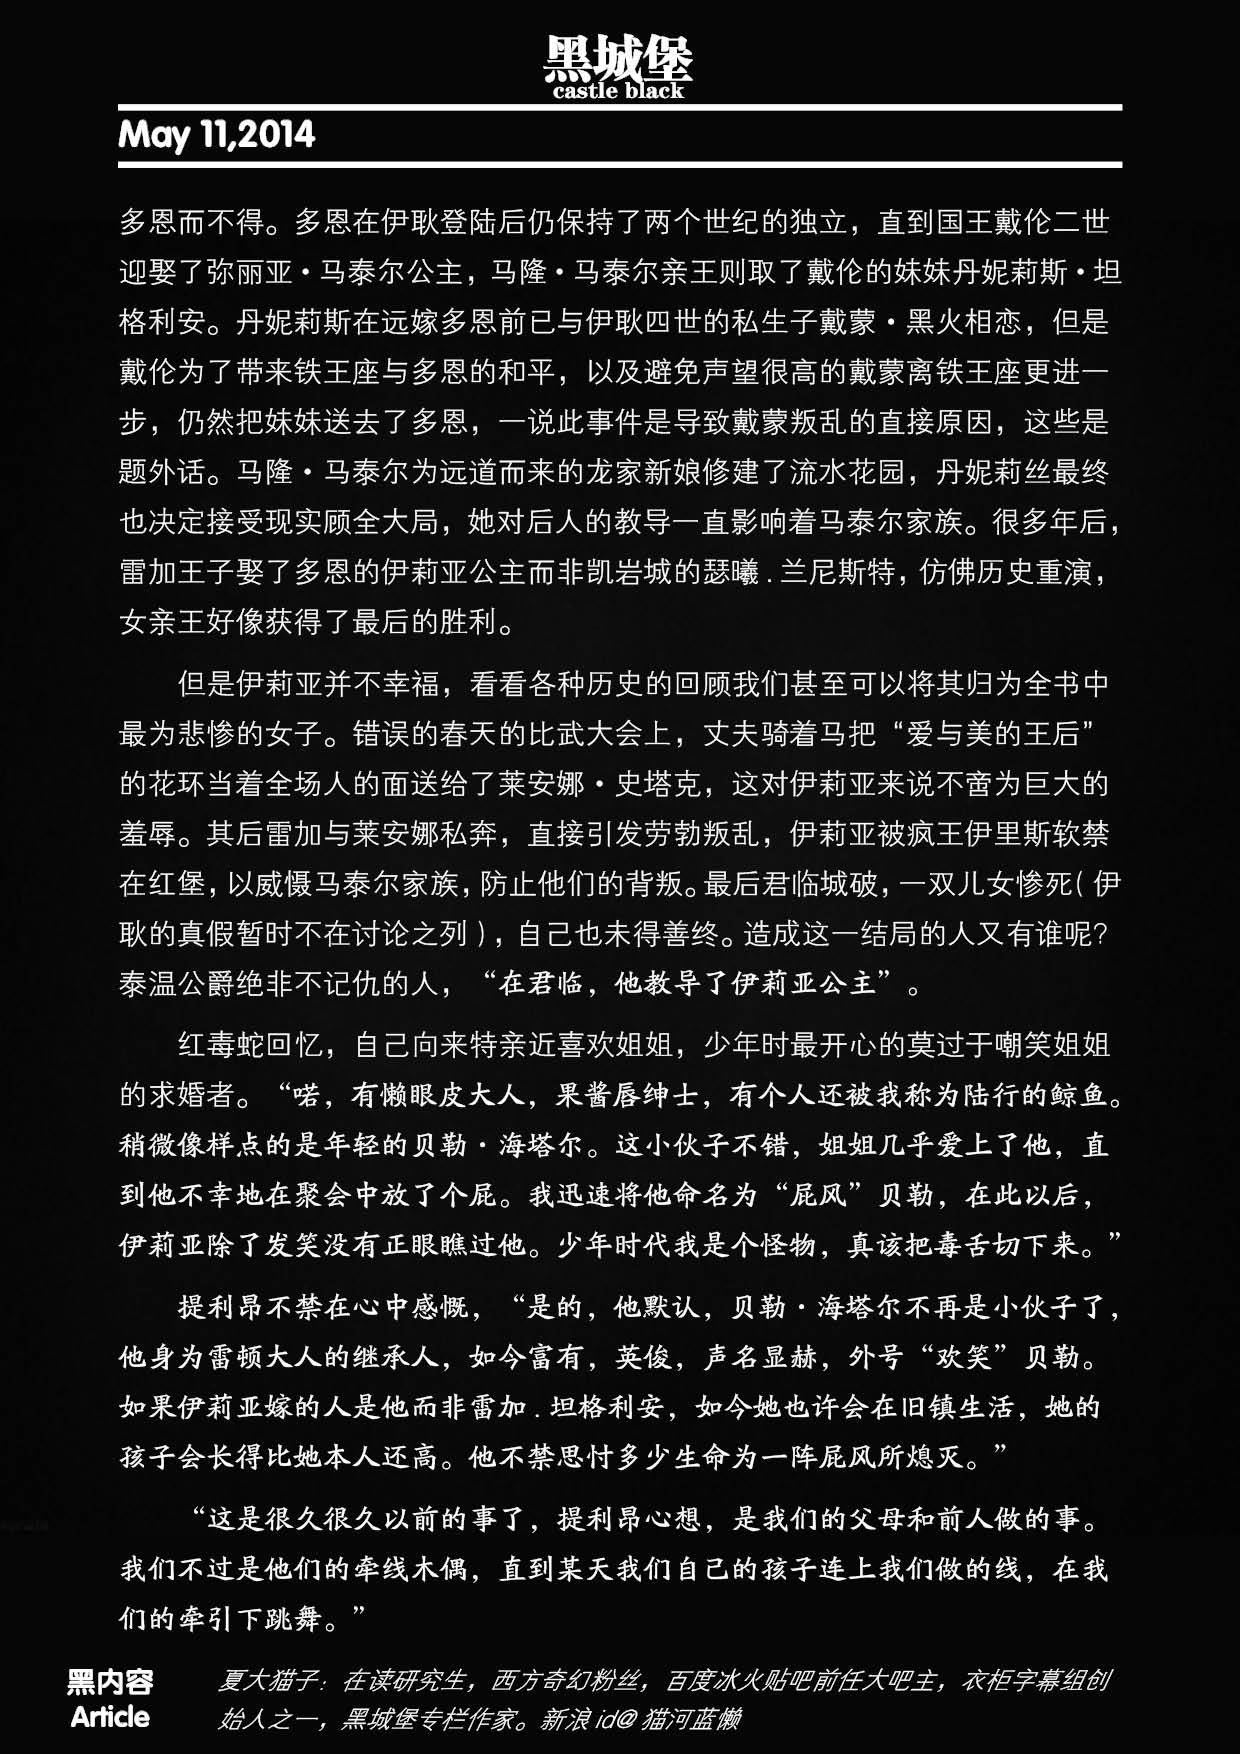 黑城堡
castle black
May 11,2014
多恩而不得。多恩在伊耿登陆后仍保持了两个世纪的独立，直到国王戴伦二世
迎娶了弥丽亚·马泰尔公主，马隆·马泰尔亲王则取了戴伦的妹妹丹妮莉斯·坦
格利安。丹妮莉斯在远嫁多恩前已与伊耿四世的私生子戴蒙·黑火相恋，但是
戴伦为了带来铁王座与多恩的和平，以及避免声望很高的戴蒙离铁王座更进一
步，仍然把妹妹送去了多恩，一说此事件是导致戴蒙叛乱的直接原因，这些是
题外话。马隆·马泰尔为远道而来的龙家新娘修建了流水花园，丹妮莉丝最终
也决定接受现实顾全大局，她对后人的教导一直影响着马泰尔家族。很多年后，
雷加王子娶了多恩的伊莉亚公主而非凯岩城的瑟曦.兰尼斯特，仿佛历史重演，
女亲王好像获得了最后的胜利。
但是伊莉亚并不幸福，看看各种历史的回顾我们甚至可以将其归为全书中
最为悲惨的女子。错误的春天的比武大会上，丈夫骑着马把“爱与美的王后”
的花环当着全场人的面送给了莱安娜·史塔克，这对伊莉亚来说不啻为巨大的
羞辱。其后雷加与莱安娜私奔，直接引发劳勃叛乱，伊莉亚被疯王伊里斯软禁
在红堡，以威慑马泰尔家族，防止他们的背叛。最后君临城破，一双儿女惨死（伊
耿的真假暂时不在讨论之列），自己也未得善终。造成这一结局的人又有谁呢？
泰温公爵绝非不记仇的人，“在君临，他教导了伊莉亚公主”。
红毒蛇回忆，自己向来特亲近喜欢姐姐，少年时最开心的莫过于嘲笑姐姐
的求婚者。“喏，有懒眼皮大人，果酱唇绅士，有个人还被我称为陆行的鲸鱼。
稍微像样点的是年轻的贝勒·海塔尔。这小伙子不错，姐姐几乎爱上了他，直
到他不幸地在聚会中放了个屁。我迅速将他命名为“屁风”贝勒，在此以后，
伊莉亚除了发笑没有正眼瞧过他。少年时代我是个怪物，真该把毒舌切下来。”
提利昂不禁在心中感慨，“是的，他默认，贝勒·海塔尔不再是小伙子了，
他身为雷顿大人的继承人，如今富有，英俊，声名显赫，外号“欢笑”贝勒。
如果伊莉亚嫁的人是他而非雷加.坦格利安，如今她也许会在旧镇生活，她的
孩子会长得比她本人还高。他不禁思忖多少生命为一阵屁风所熄灭。”
“这是很久很久以前的事了，提利昂心想，是我们的父母和前人做的事。
我们不过是他们的牵线木偶，直到某天我们自己的孩子连上我们做的线，在我
们的牵引下跳舞。”
黑内容
Article
夏大猫子：在读研究生，西方奇幻粉丝，百度冰火贴吧前任大吧主，衣柜字幕组创
始人之一，黑城堡专栏作家。新浪id@猫河蓝懒